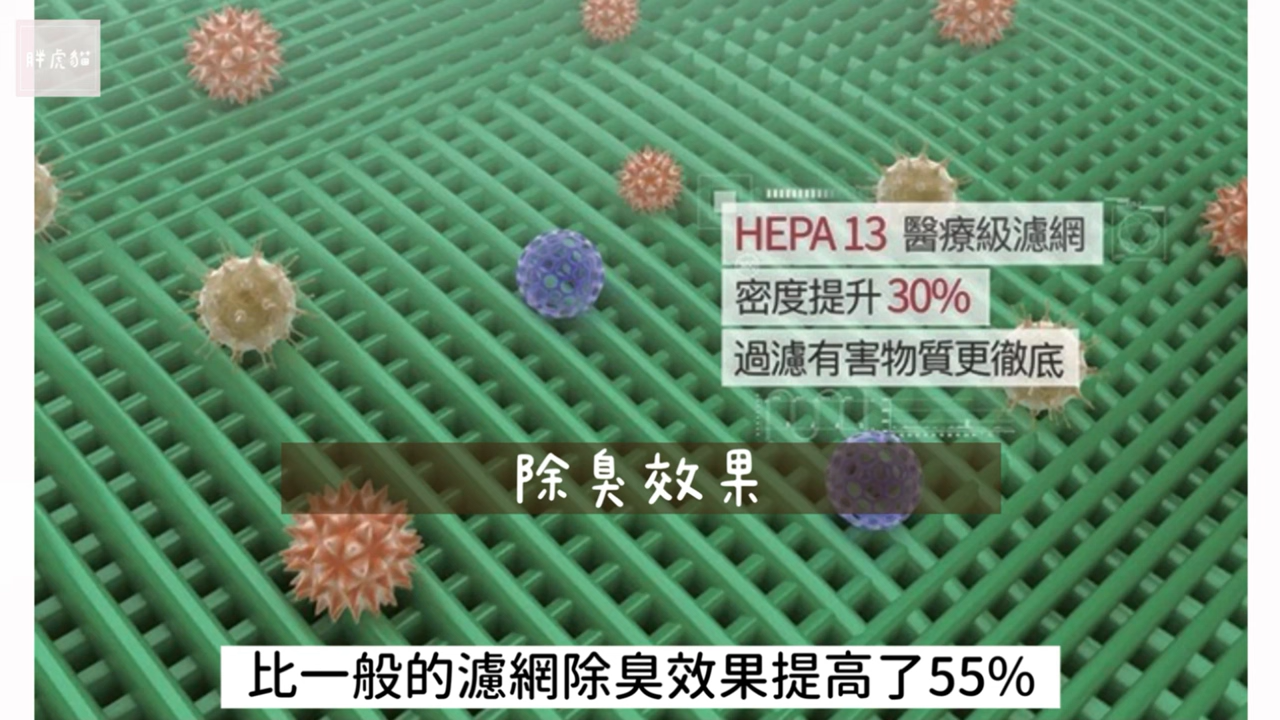 胖虎貓
HEPA 13 醫療級濾網
密度提升 30%
過濾有害物質更徹底
除臭效果
比一般的濾網除臭效果提高了55%